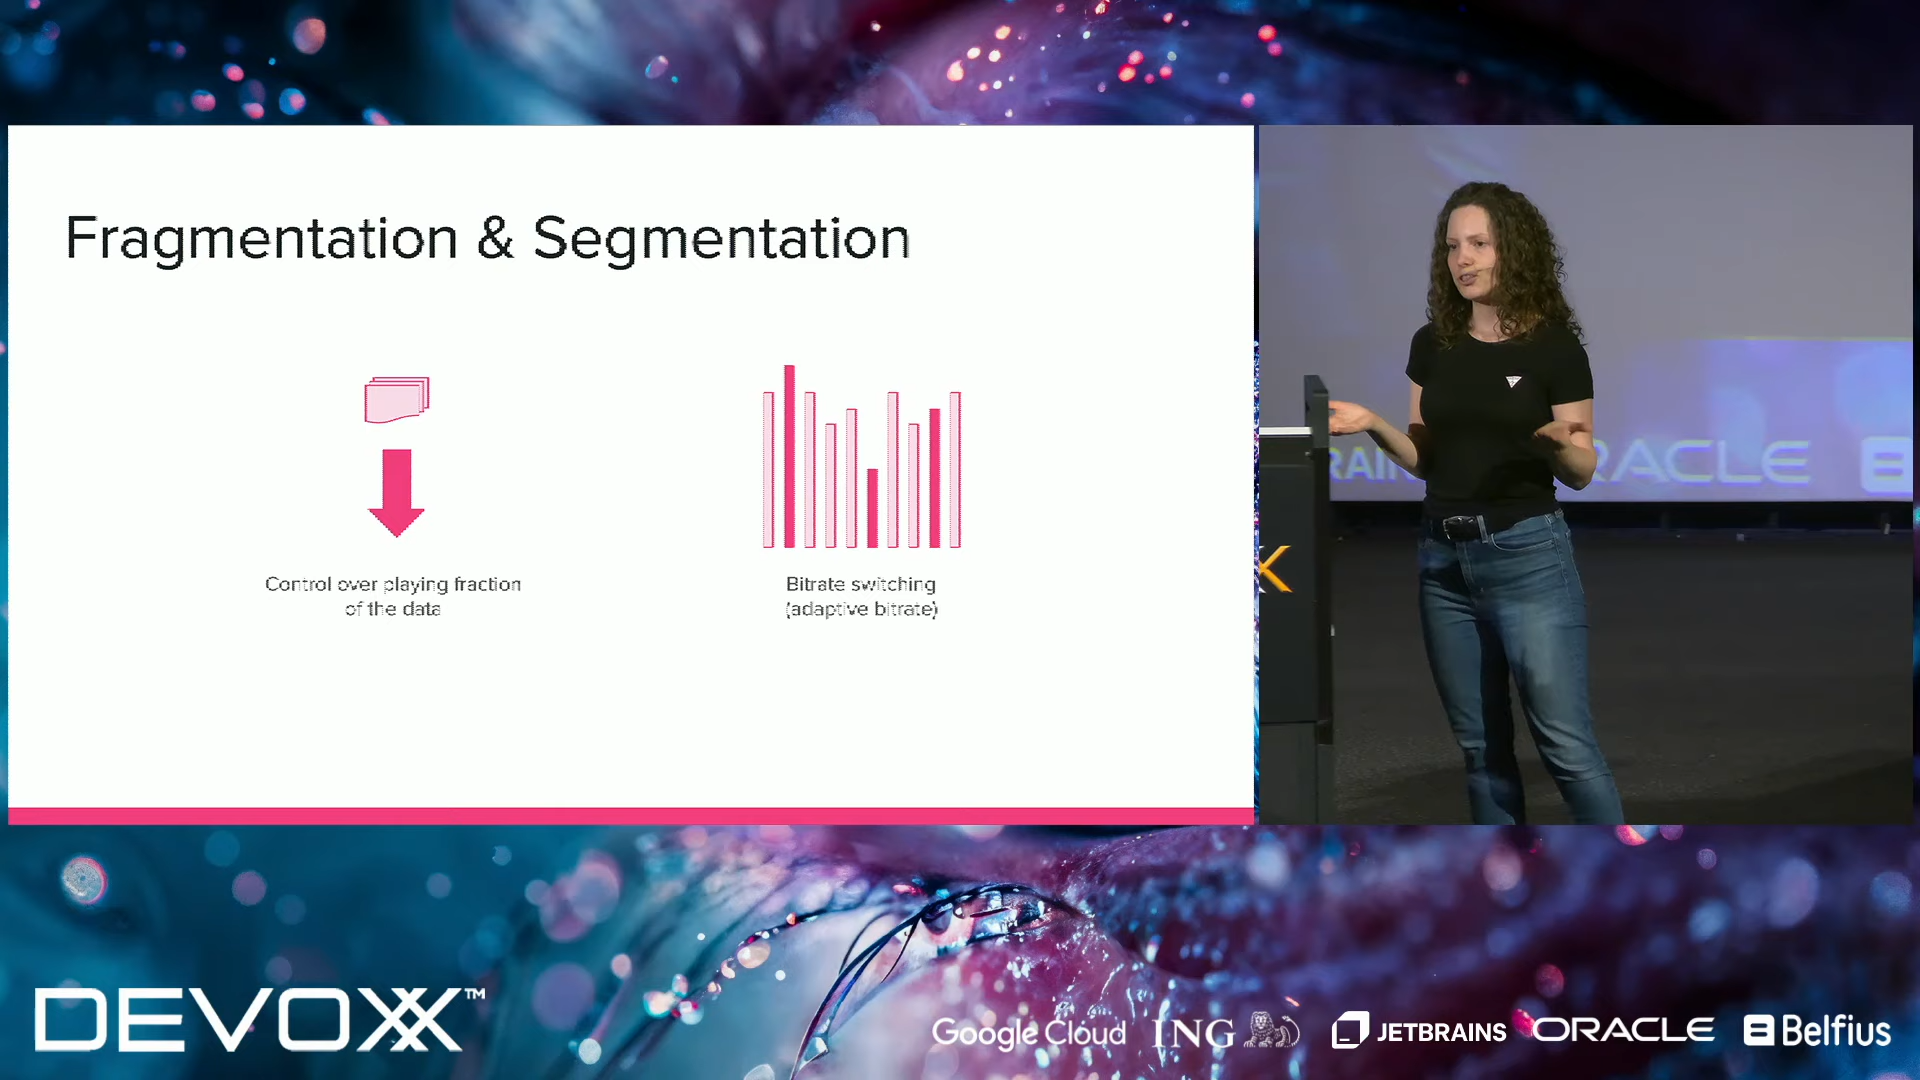 Fragmentation & Segmentation
Control over playing fraction
of the data
Bitrate switching
(adaptive bitrate)
ORACLE
X
DEVOXX™
Google Cloud
ING
JETBRAINS
ORACLE
Belfius